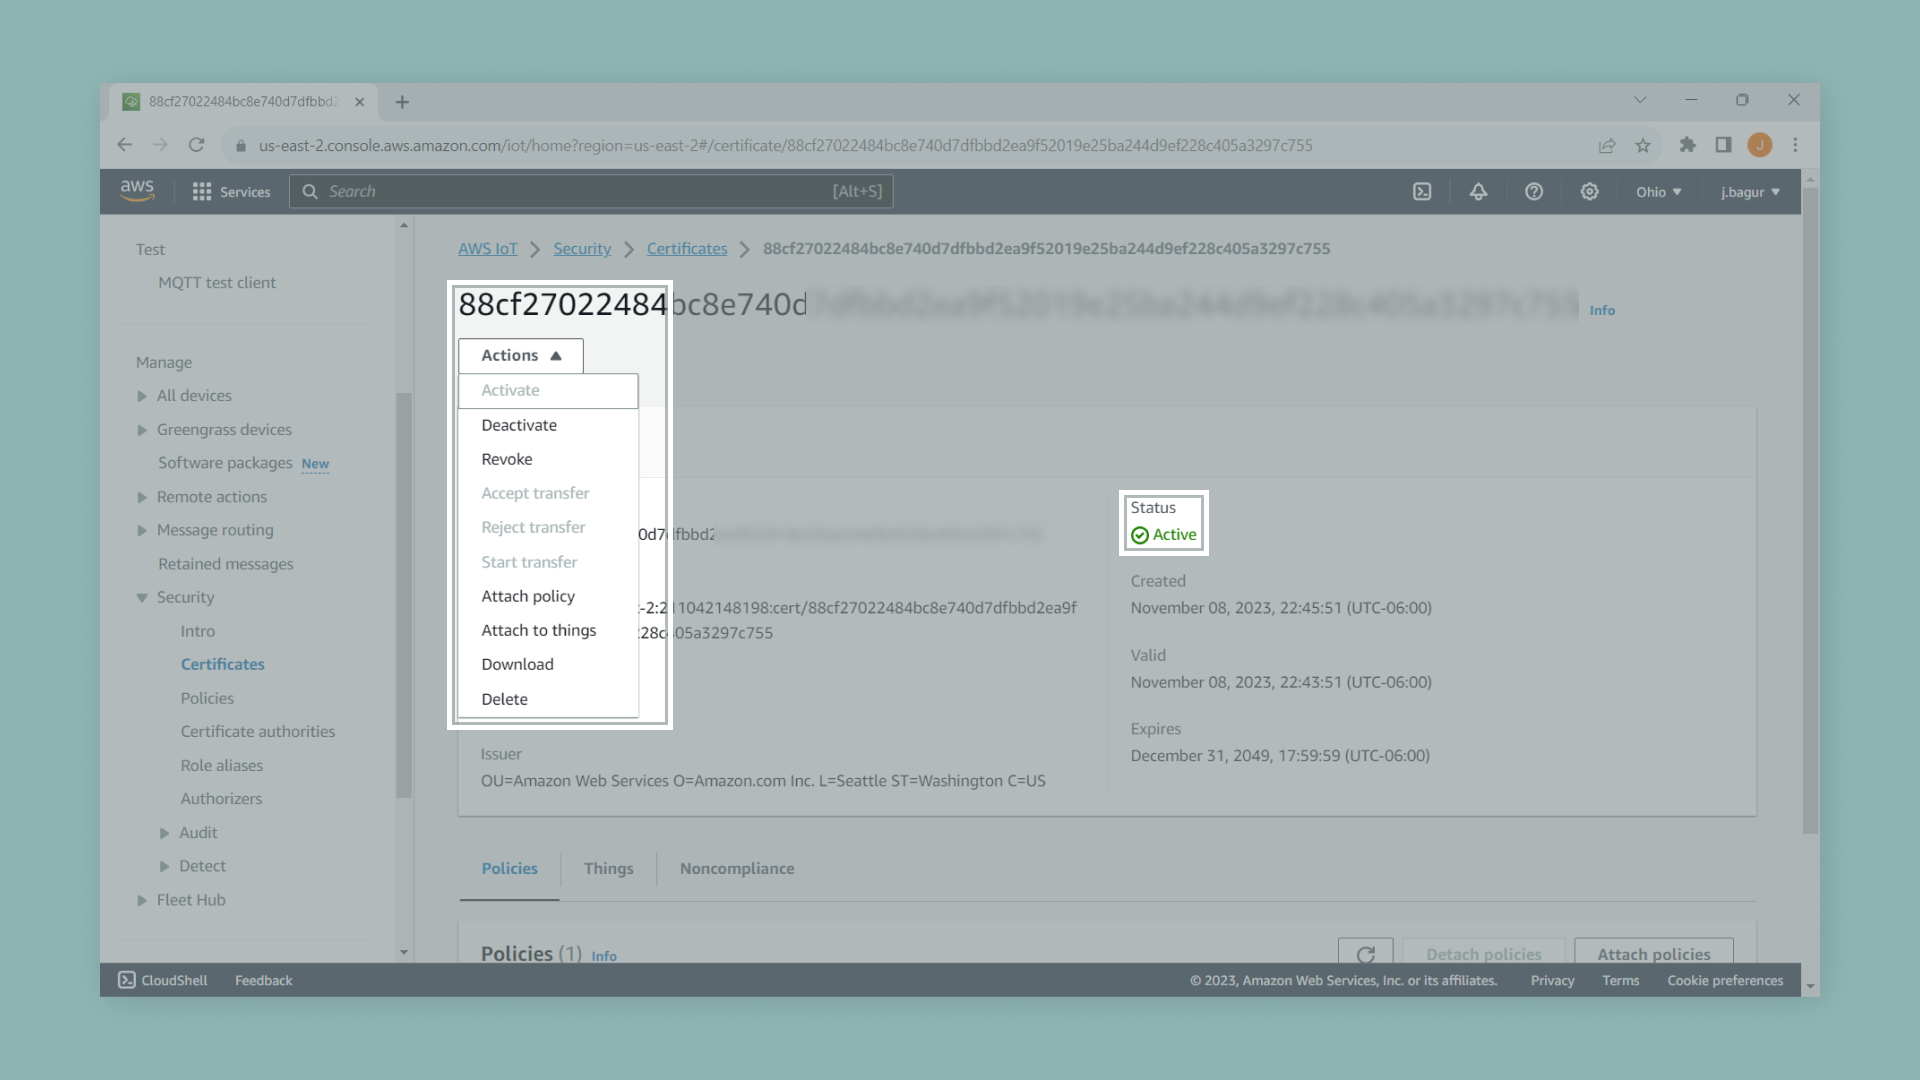 88cf27022484bc8e740d7dfbbd2
us-east-2.console.aws.amazon.com/iot/home?region=us-east-2#/certificate/88cf27022484bc8e740d7dfbbd2ea9f52019e25ba244d9ef228c405a3297c755
J
aws Services Search [Alt+S] Ohio j.bagur
Test
MQTT test client
Manage
All devices
Greengrass devices
Software packages New
Remote actions
Message routing
Retained messages
Security
Intro
Certificates
Policies
Certificate authorities
Role aliases
Authorizers
Audit
Detect
Fleet Hub
AWS IoT Security Certificates 88cf27022484bc8e740d7dfbbd2ea9f52019e25ba244d9ef228c405a3297c755
88cf27022484bc8e740d7dfbbd2ea9f52019e25ba244d9ef228c405a3297c755 Info
Actions
Activate
Deactivate
Revoke
Accept transfer
Reject transfer
Start transfer
Attach policy
Attach to things
Download
Delete
0d7dfbbd2
-2:211042148198:cert/88cf27022484bc8e740d7dfbbd2ea9f
228c405a3297c755
Issuer
OU=Amazon Web Services O=Amazon.com Inc. L=Seattle ST=Washington C=US
Status
Active
Created
November 08, 2023, 22:45:51 (UTC-06:00)
Valid
November 08, 2023, 22:43:51 (UTC-06:00)
Expires
December 31, 2049, 17:59:59 (UTC-06:00)
Policies Things Noncompliance
Policies (1) Info
Detach policies Attach policies
CloudShell Feedback © 2023, Amazon Web Services, Inc. or its affiliates. Privacy Terms Cookie preferences